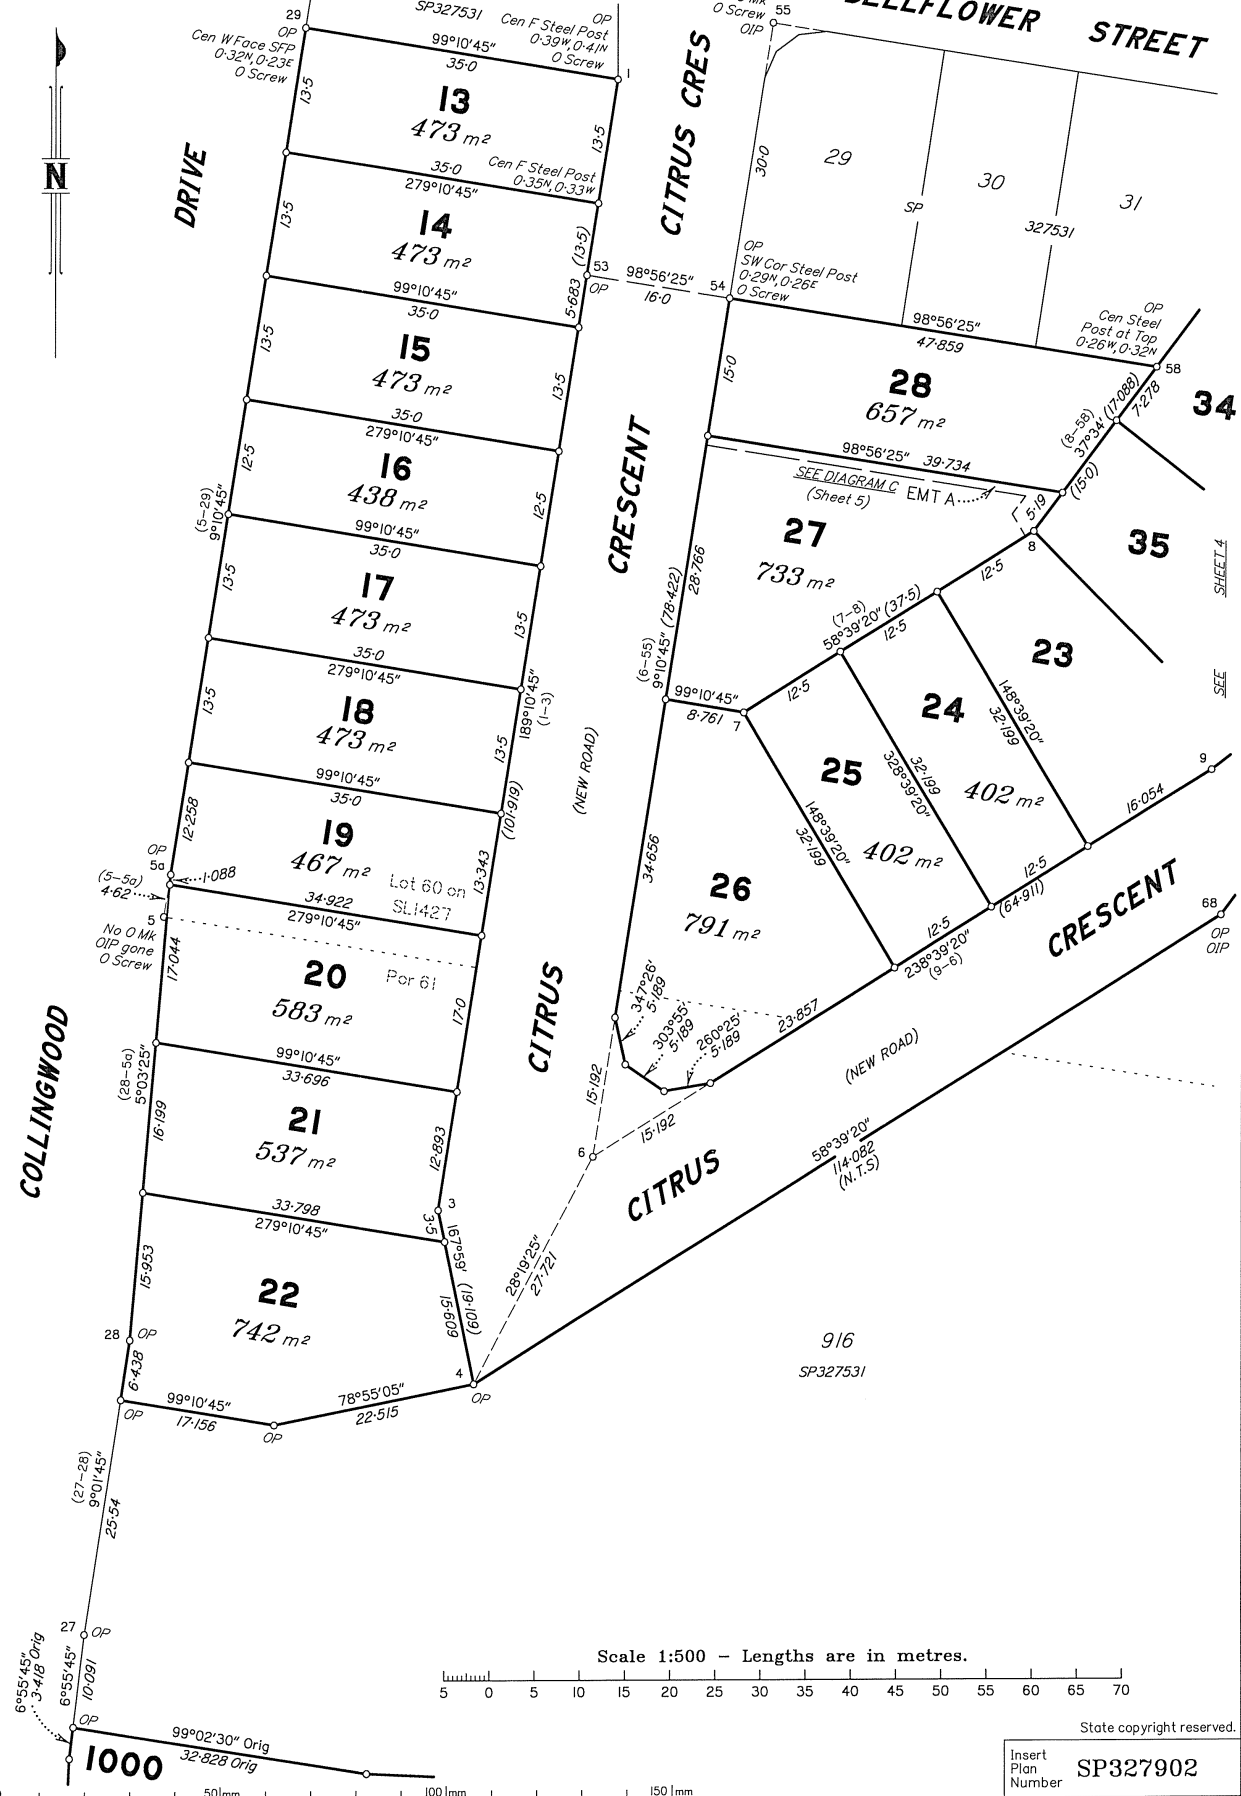 BELLFLOWER STREET
SP327531
29
OP
Cen W Face SFP
0·32N,0·23E
O Screw
99°10'45"
35·0
OP
Cen F Steel Post
0·39W,0·41N
O Screw
1
O Screw
OIP
55
13·5
13
473 m²
13·5
CITRUS CRES
30·0
29
30
31
SP
327531
DRIVE
N
35·0
279°10'45"
Cen F Steel Post
0·35N,0·33W
13·5
14
473 m²
(13·5)
5·683
53
OP
98°56'25"
16·0
54
OP
SW Cor Steel Post
0·29N,0·26E
O Screw
99°10'45"
35·0
13·5
15
473 m²
13·5
15·0
98°56'25"
47·859
OP
Cen Steel
Post at Top
0·26W,0·32N
58
28
657 m²
(8-58)
37°34' (17·088)
7·278
34
35·0
279°10'45"
12·5
16
438 m²
12·5
CRESCENT
98°56'25" 39·734
SEE DIAGRAM C
(Sheet 5)
EMT A
(15·0)
5·19
8
(5-29)
9°10'45"
99°10'45"
35·0
27
733 m²
28·766
35
SHEET 4
SEE
13·5
17
473 m²
13·5
(7-8)
58°39'20" (37·5)
12·5
12·5
12·5
23
35·0
279°10'45"
(6-55)
9°10'45" (78·422)
99°10'45"
8·761
7
13·5
18
473 m²
13·5
189°10'45"
(1-3)
(NEW ROAD)
24
402 m²
148°39'20"
32·199
9
16·054
99°10'45"
35·0
(101·919)
25
402 m²
32·199
328°39'20"
148°39'20"
32·199
12·258
19
467 m²
13·343
Lot 60 on
SL1427
34·656
26
791 m²
12·5
(64·911)
12·5
238°39'20"
(9-6)
CRESCENT
68
OP
OIP
OP
5a
(5-5a)
4·62
1·088
34·922
279°10'45"
5
No O Mk
OIP gone
O Screw
17·044
20
583 m²
Por 61
17·0
CITRUS
347°26'
5·189
303°55'
5·189
260°25'
5·189
23·857
(NEW ROAD)
COLLINGWOOD
(28-5a)
5°03'25"
99°10'45"
33·696
16·199
21
537 m²
12·893
15·192
15·192
6
CITRUS
58°39'20"
114·082
(N.T.S)
33·798
279°10'45"
3
3·5
167°59' (19·109)
15·609
28°19'25"
27·721
15·953
22
742 m²
28
OP
6·438
4
OP
916
SP327531
99°10'45"
17·156
OP
78°55'05"
22·515
OP
(27-28)
9°01'45"
25·54
27
OP
6°55'45"
3·418 Orig
6°55'45"
10·091
OP
99°02'30" Orig
32·828 Orig
1000
Scale 1:500 – Lengths are in metres.
5 0 5 10 15 20 25 30 35 40 45 50 55 60 65 70
State copyright reserved.
Insert
Plan
Number
SP327902
50mm 100mm 150mm